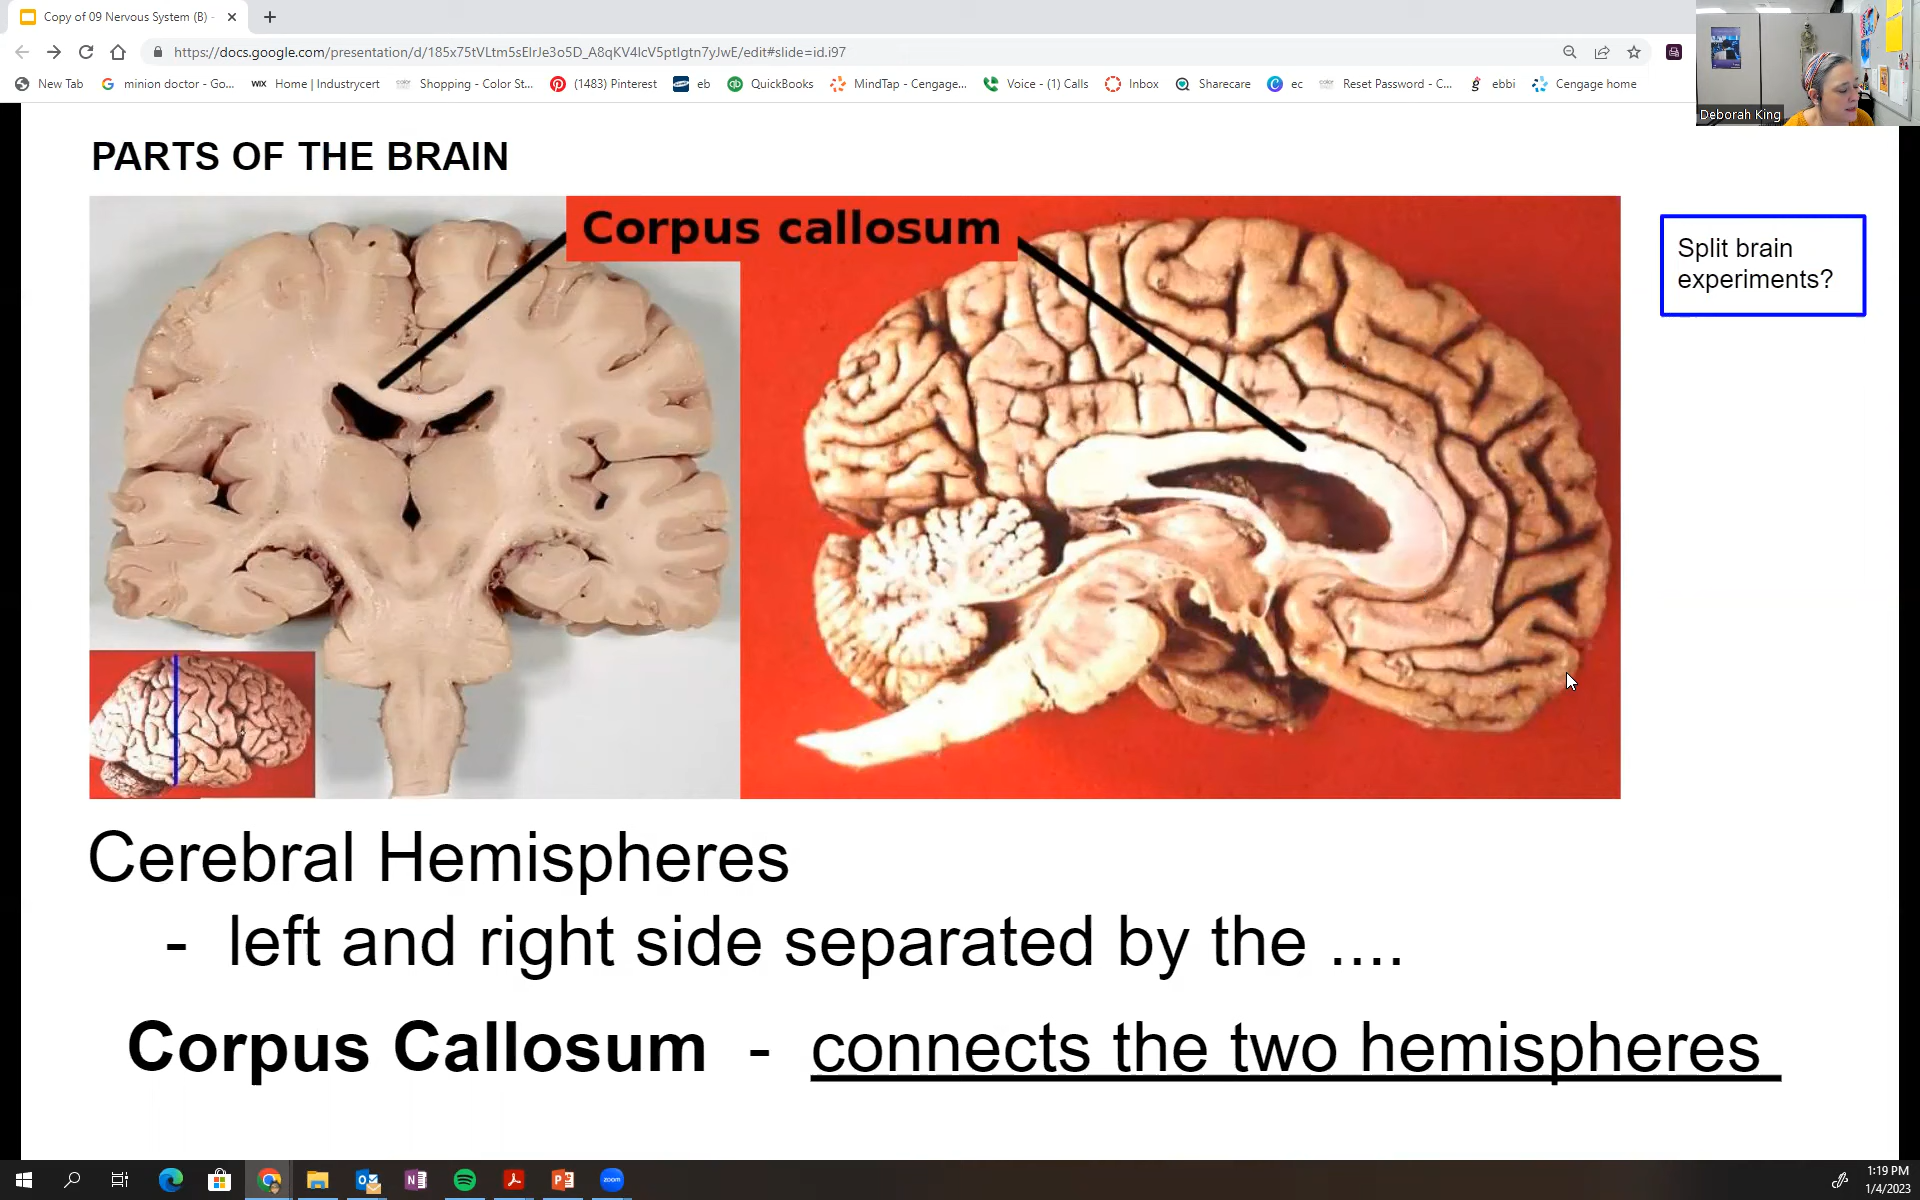 Copy of 09 Nervous System (B) -
https://docs.google.com/presentation/d/185x75tVLtm5sEIrJe3o5D_A8qKV4IcV5ptIgtn7yJwE/edit#slide=id.i97
New Tab
minion doctor - Go...
WIX Home | Industrycert
Shopping - Color St...
(1483) Pinterest
eb
QuickBooks
MindTap - Cengage...
Voice - (1) Calls
Inbox
Sharecare
ec
Reset Password - C...
ebbi
Cengage home
Deborah King
PARTS OF THE BRAIN
Corpus callosum
Split brain
experiments?
Cerebral Hemispheres
- left and right side separated by the ....
Corpus Callosum - connects the two hemispheres
zoom
1:19 PM
1/4/2023